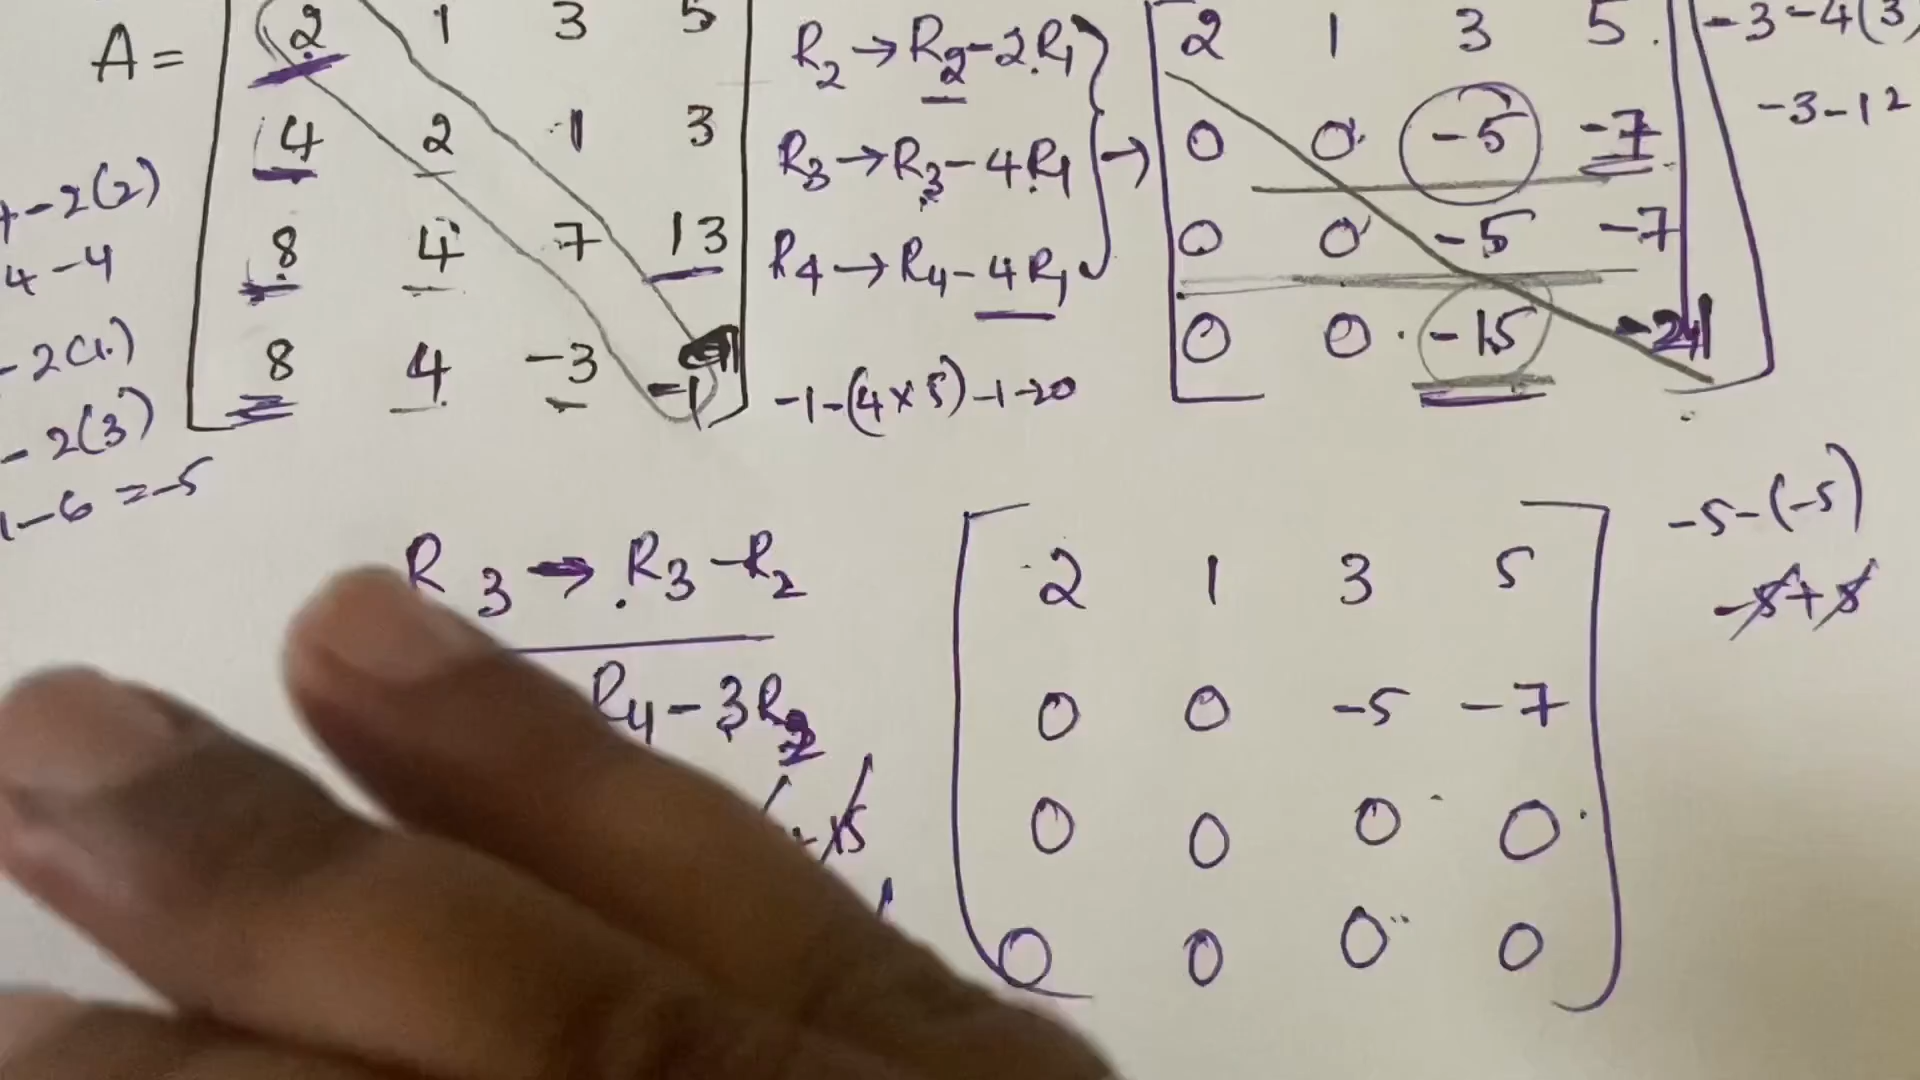 A = 2 1 3 5
4 2 1 3
8 4 7 13
8 4 -3 -1
R2 → R2 - 2R1
R3 → R3 - 4R1
R4 → R4 - 4R1
-1-(4×5) -1-20
→
2 1 3 5
0 0 -5 -7
0 0 -5 -7
0 0 -15 -21
-3-4(3)
-3-12
-2(2)
4-4
-2(1)
-2(3)
1-6=-5
R3 → R3 - R2
R4 - 3R2
2 1 3 5
0 0 -5 -7
0 0 0 0
0 0 0 0
-5-(-5)
-5+5